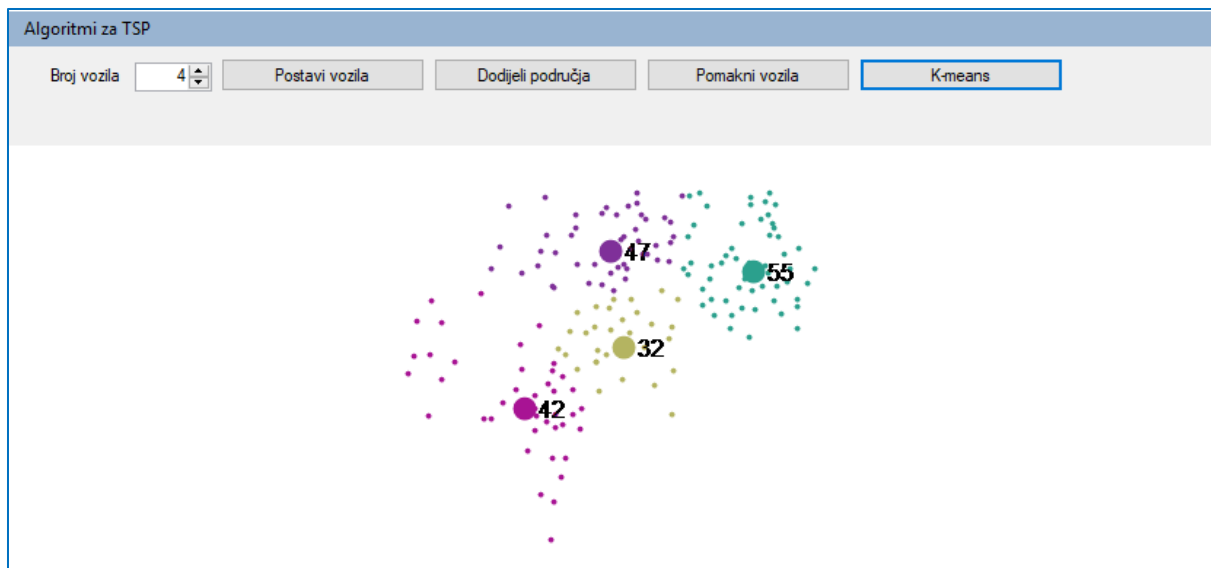 Algoritmi za TSP
Broj vozila 4 Postavi vozila Dodijeli područja Pomakni vozila K-means
47
55
32
42